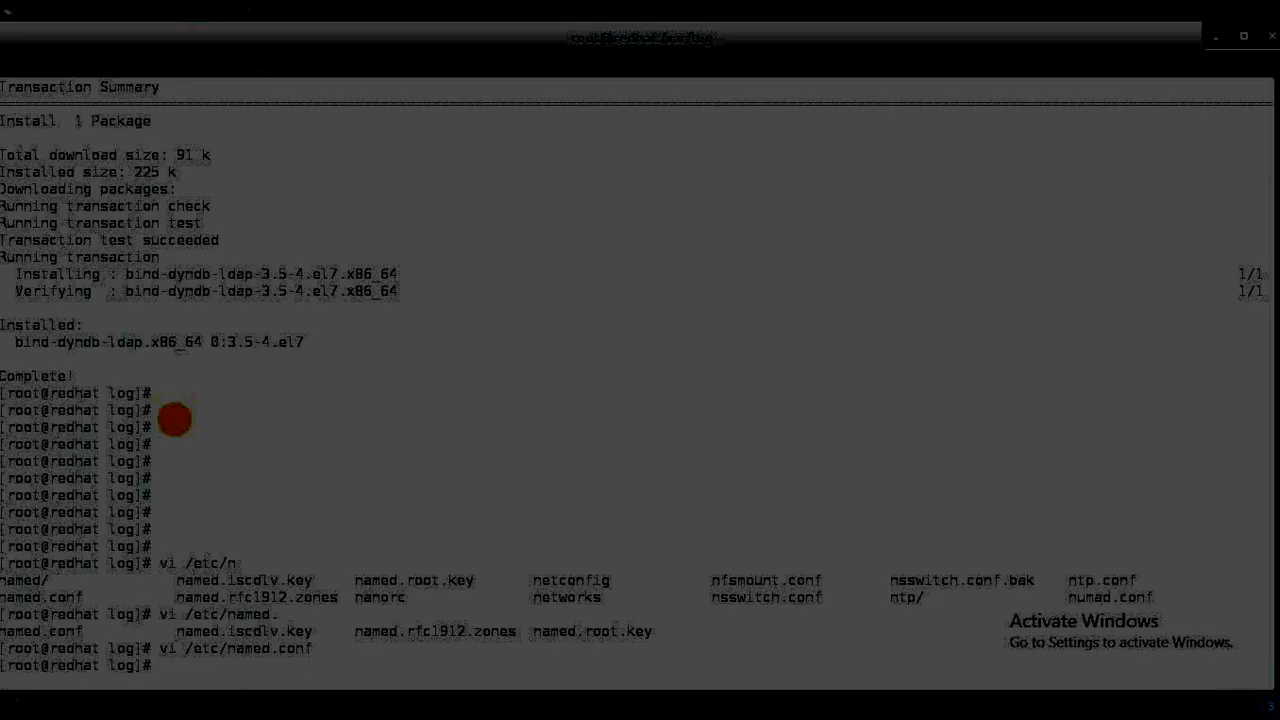 Transaction Summary
Install  1 Package
Total download size: 91 k
Installed size: 225 k
Downloading packages:
Running transaction check
Running transaction test
Transaction test succeeded
Running transaction
  Installing : bind-dyndb-ldap-3.5-4.el7.x86_64 1/1
  Verifying  : bind-dyndb-ldap-3.5-4.el7.x86_64 1/1
Installed:
  bind-dyndb-ldap.x86_64 0:3.5-4.el7
Complete!
[root@redhat log]#
[root@redhat log]#
[root@redhat log]#
[root@redhat log]#
[root@redhat log]#
[root@redhat log]#
[root@redhat log]#
[root@redhat log]#
[root@redhat log]#
[root@redhat log]#
[root@redhat log]# vi /etc/n
named/ named.iscdlv.key named.root.key netconfig nfsmount.conf nsswitch.conf.bak ntp.conf
named.conf named.rfc1912.zones nanorc networks nsswitch.conf ntp/ numad.conf
[root@redhat log]# vi /etc/named.
named.conf named.iscdlv.key named.rfc1912.zones named.root.key
[root@redhat log]# vi /etc/named.conf
[root@redhat log]#
Activate Windows
Go to Settings to activate Windows.